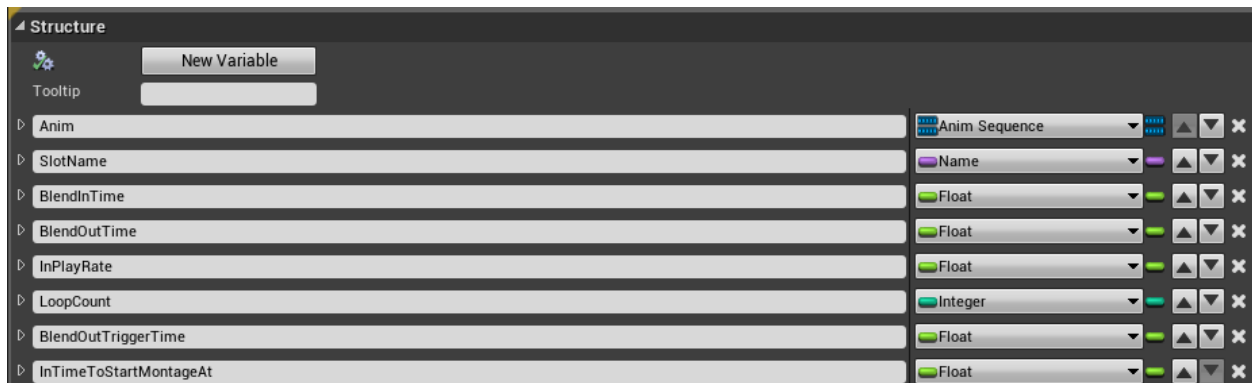 Structure
New Variable
Tooltip
Anim Anim Sequence
SlotName Name
BlendInTime Float
BlendOutTime Float
InPlayRate Float
LoopCount Integer
BlendOutTriggerTime Float
InTimeToStartMontageAt Float